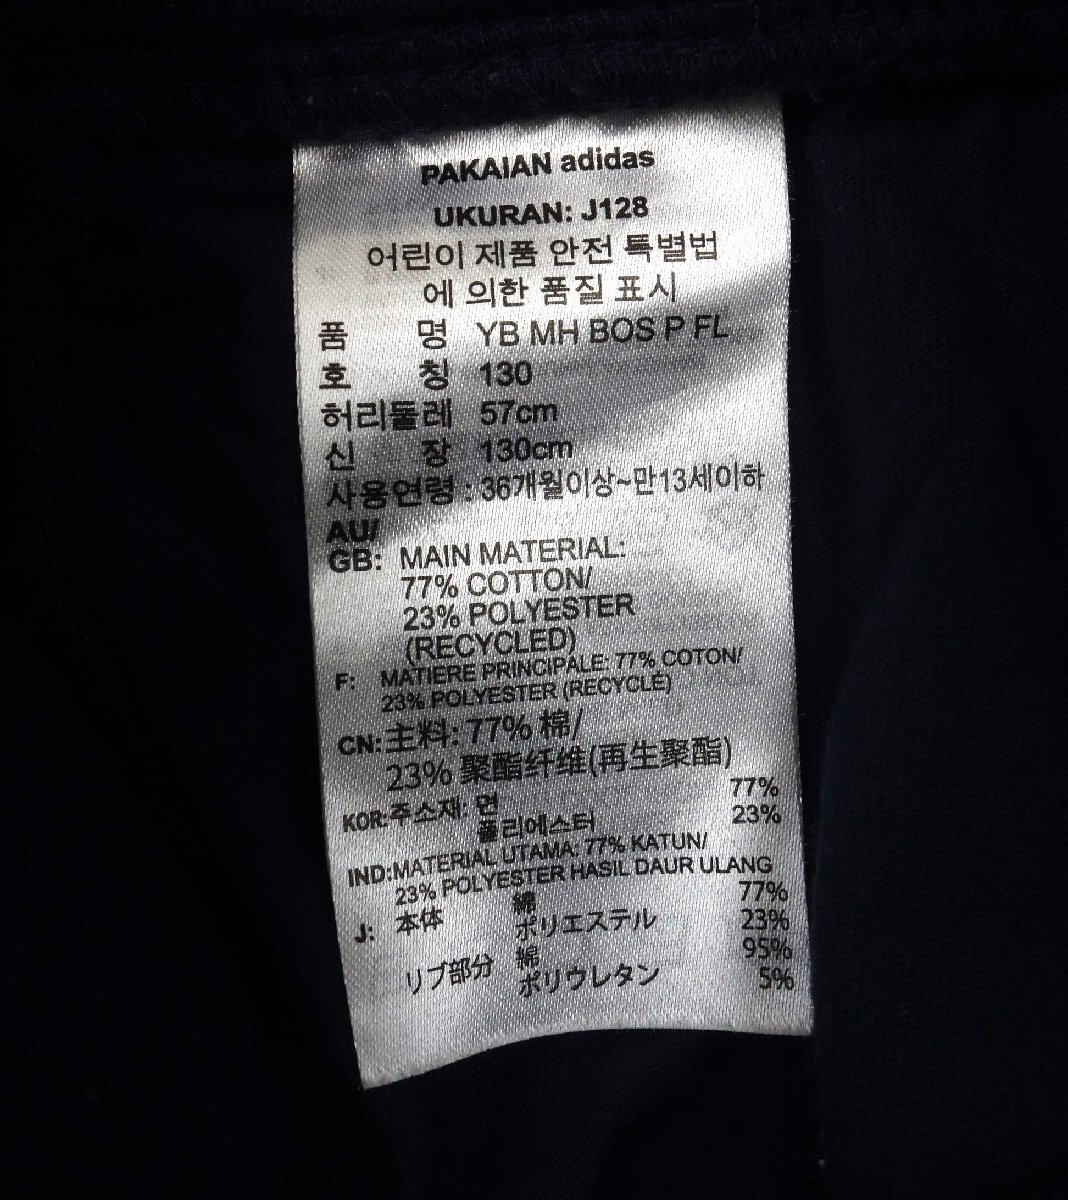 PAKAIAN adidas
UKURAN: J128
어린이 제품 안전 특별법
에 의한 품질 표시
품 명 YB MH BOS P FL
호 칭 130
허리둘레 57cm
신 장 130cm
사용연령 : 36개월이상~만13세이하
AU/
GB: MAIN MATERIAL:
77% COTTON/
23% POLYESTER
(RECYCLED)
F: MATIERE PRINCIPALE: 77% COTON/
23% POLYESTER (RECYCLÉ)
CN: 主料: 77% 棉/
23% 聚酯纤维(再生聚酯)
KOR: 주소재: 면 77%
폴리에스터 23%
IND: MATERIAL UTAMA: 77% KATUN/
23% POLYESTER HASIL DAUR ULANG
J: 本体 綿 77%
ポリエステル 23%
リブ部分 綿 95%
ポリウレタン 5%